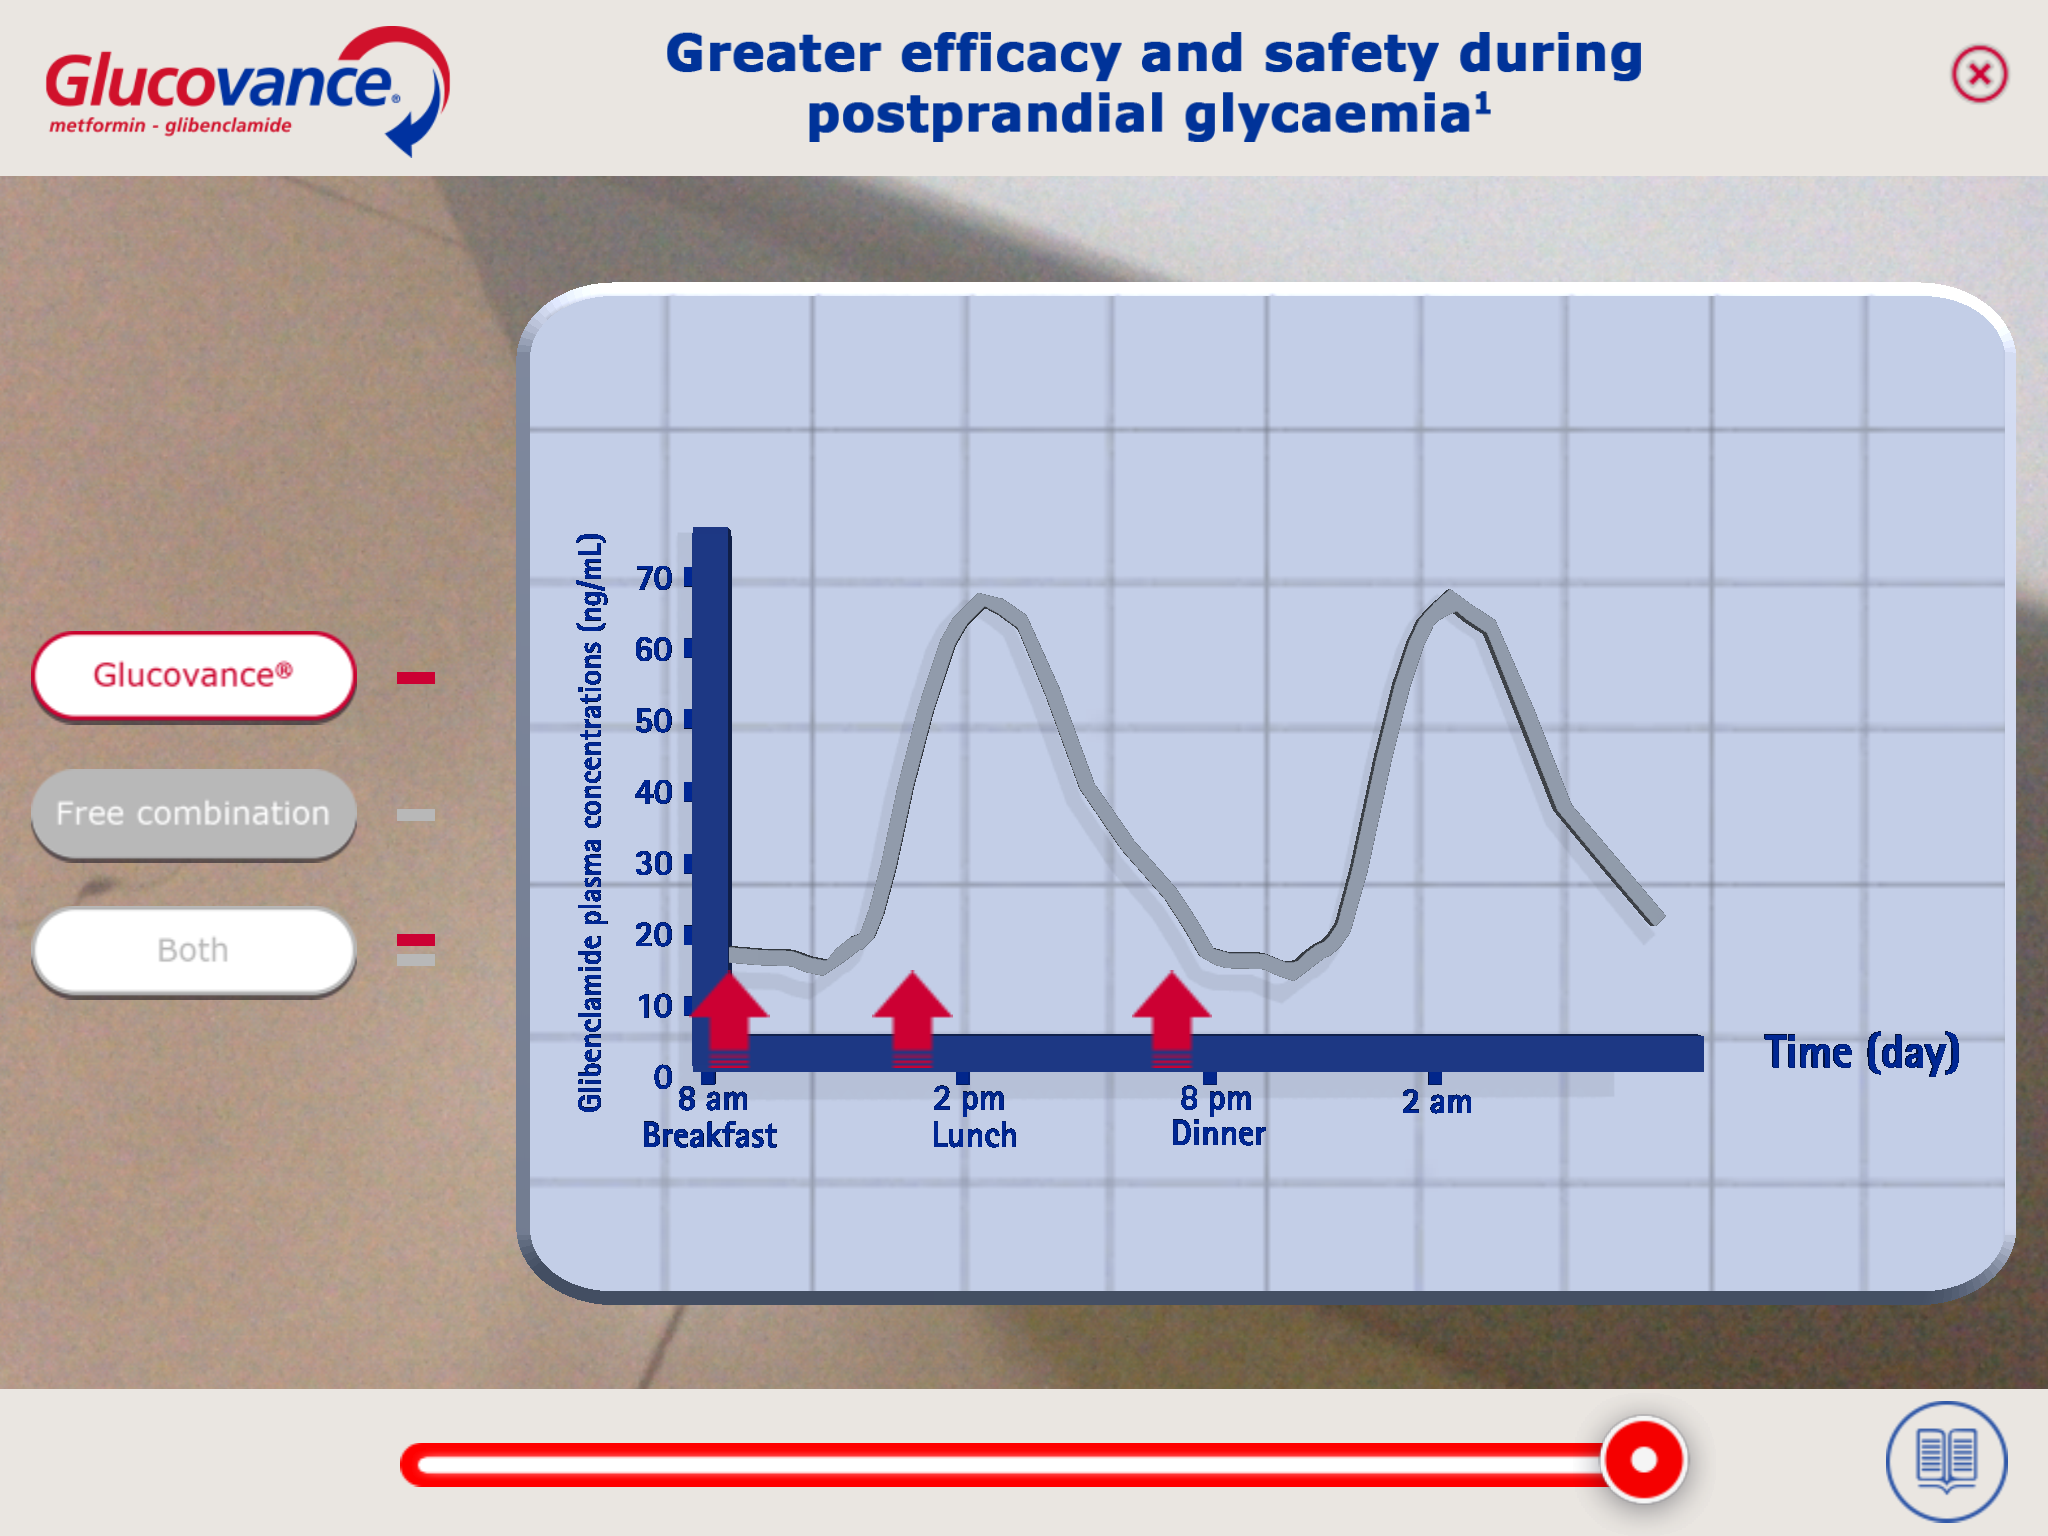 Glucovance®
metformin - glibenclamide
Greater efficacy and safety during
postprandial glycaemia¹
Glucovance®
Free combination
Both
Glibenclamide plasma concentrations (ng/mL)
70
60
50
40
30
20
10
0
8 am
2 pm
8 pm
2 am
Breakfast
Lunch
Dinner
Time (day)